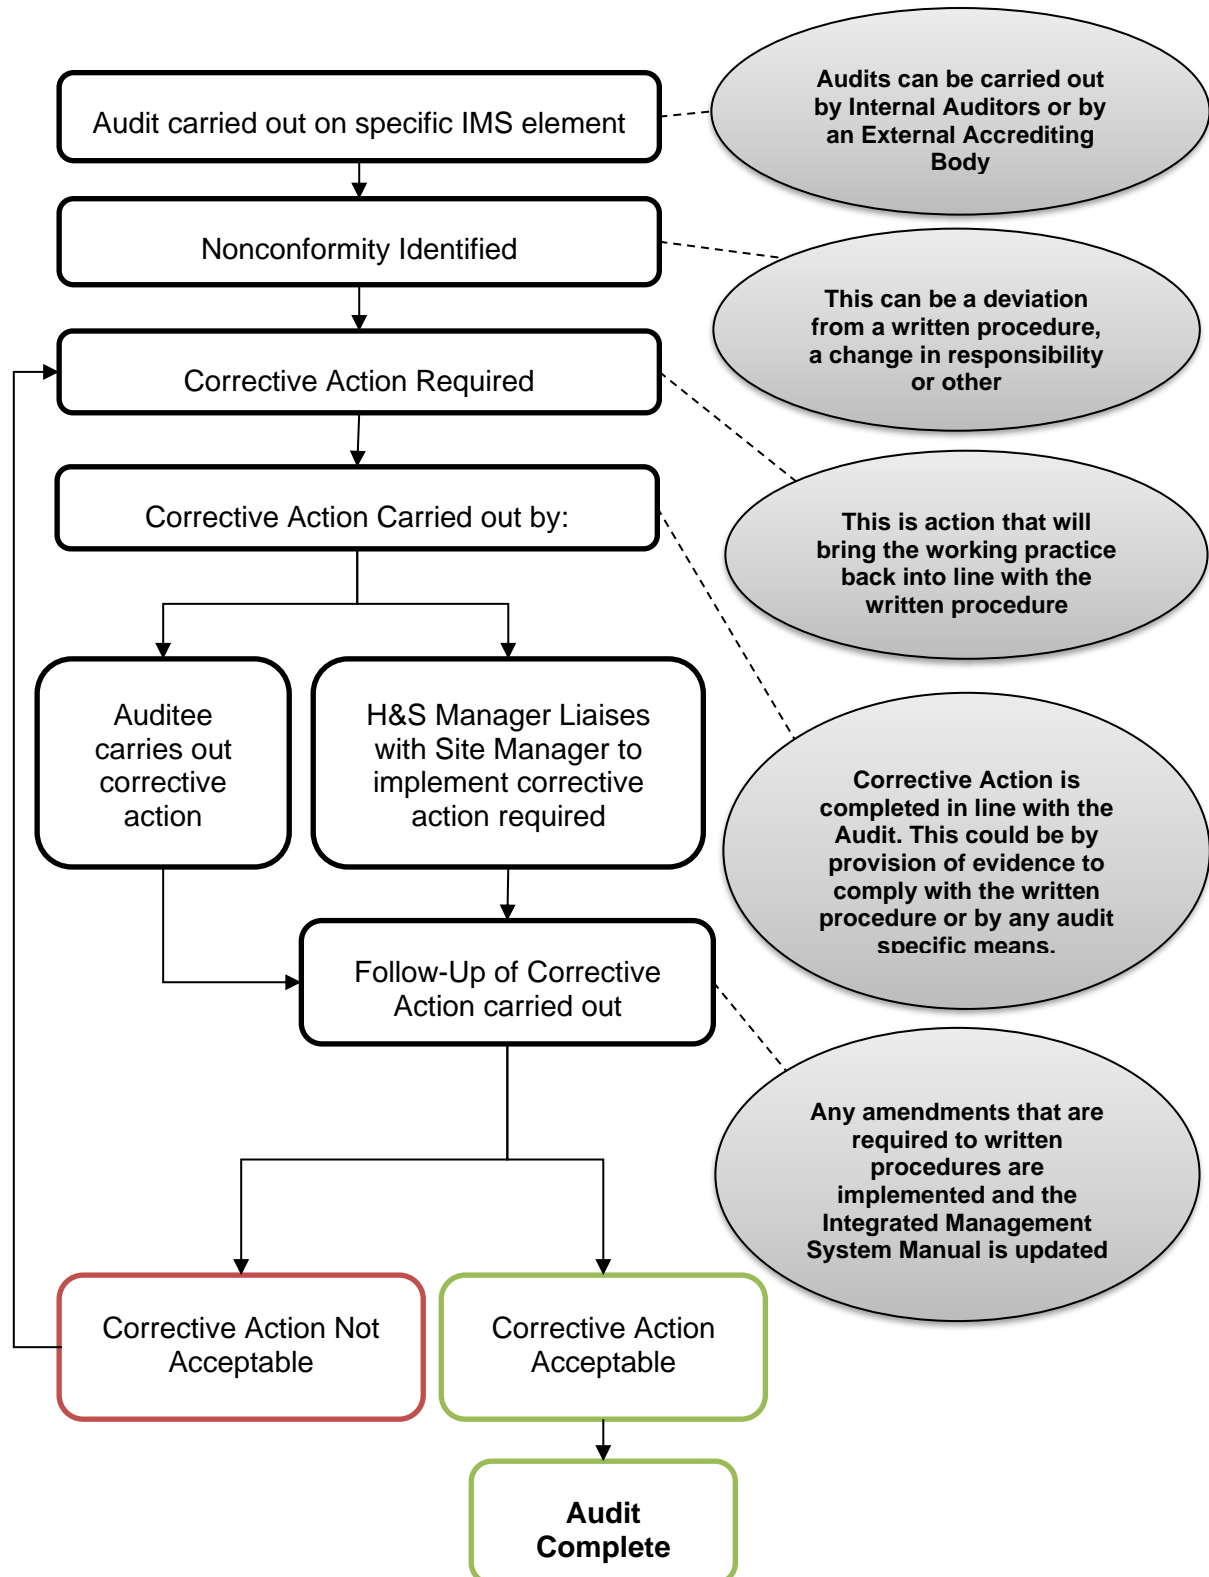 Audit carried out on specific IMS element
Audits can be carried out
by Internal Auditors or by
an External Accrediting
Body
Nonconformity Identified
This can be a deviation
from a written procedure,
a change in responsibility
or other
Corrective Action Required
This is action that will
bring the working practice
back into line with the
written procedure
Corrective Action Carried out by:
Corrective Action is
completed in line with the
Audit. This could be by
provision of evidence to
comply with the written
procedure or by any audit
specific means.
Auditee
carries out
corrective
action
H&S Manager Liaises
with Site Manager to
implement corrective
action required
Follow-Up of Corrective
Action carried out
Any amendments that are
required to written
procedures are
implemented and the
Integrated Management
System Manual is updated
Corrective Action Not
Acceptable
Corrective Action
Acceptable
Audit
Complete